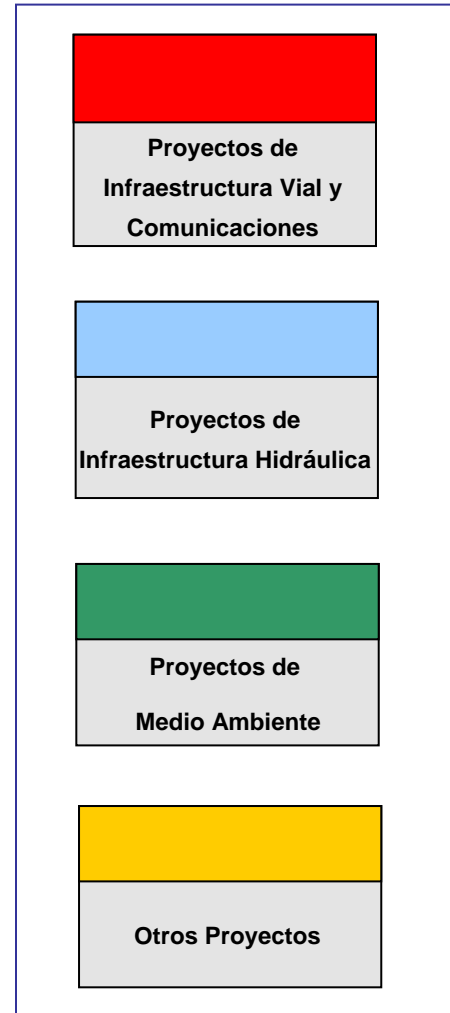 Proyectos de
Infraestructura Vial y
Comunicaciones
Proyectos de
Infraestructura Hidráulica
Proyectos de
Medio Ambiente
Otros Proyectos